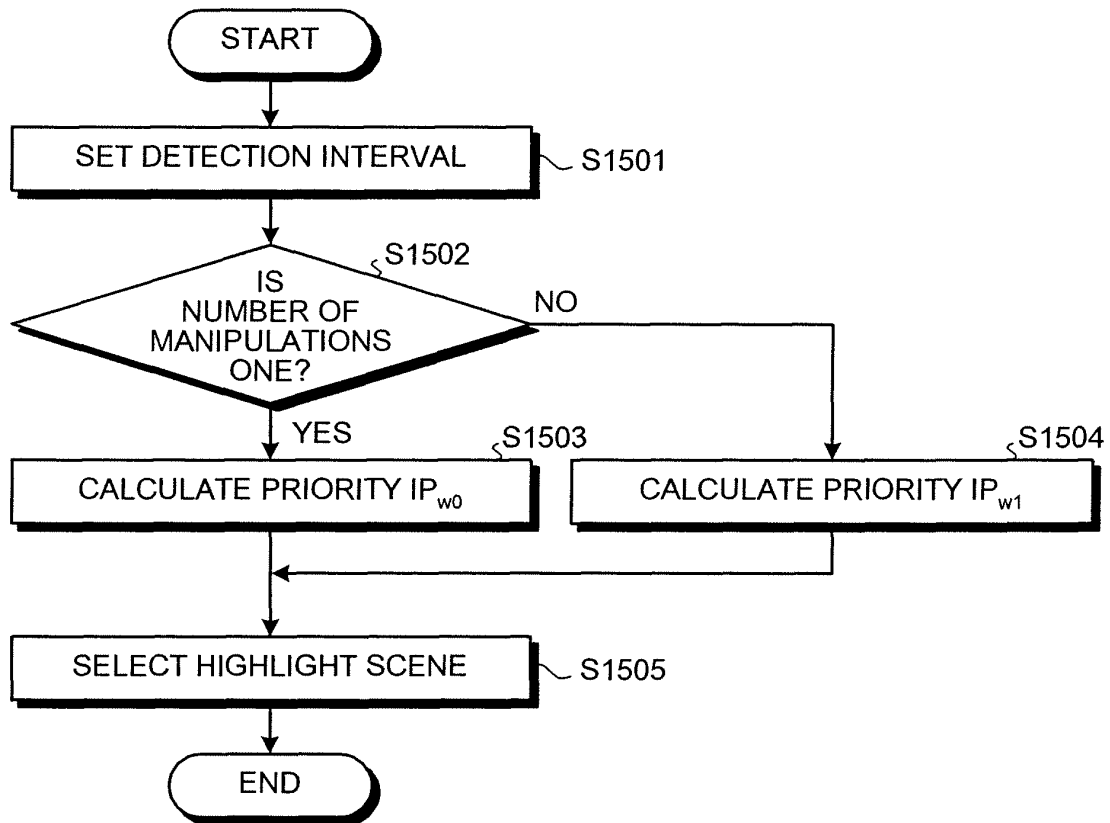 START
SET DETECTION INTERVAL
S1501
S1502
IS
NUMBER OF
MANIPULATIONS
ONE?
NO
YES
S1503
CALCULATE PRIORITY IPw0
S1504
CALCULATE PRIORITY IPw1
SELECT HIGHLIGHT SCENE
S1505
END